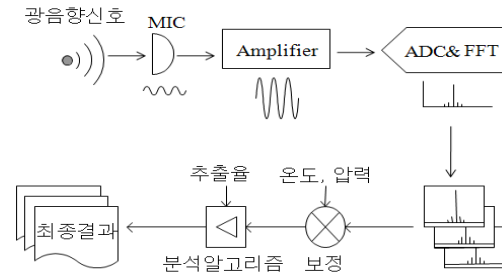 광음향신호
MIC
Amplifier
ADC& FFT
추출율
온도, 압력
최종결과
분석알고리즘
보정